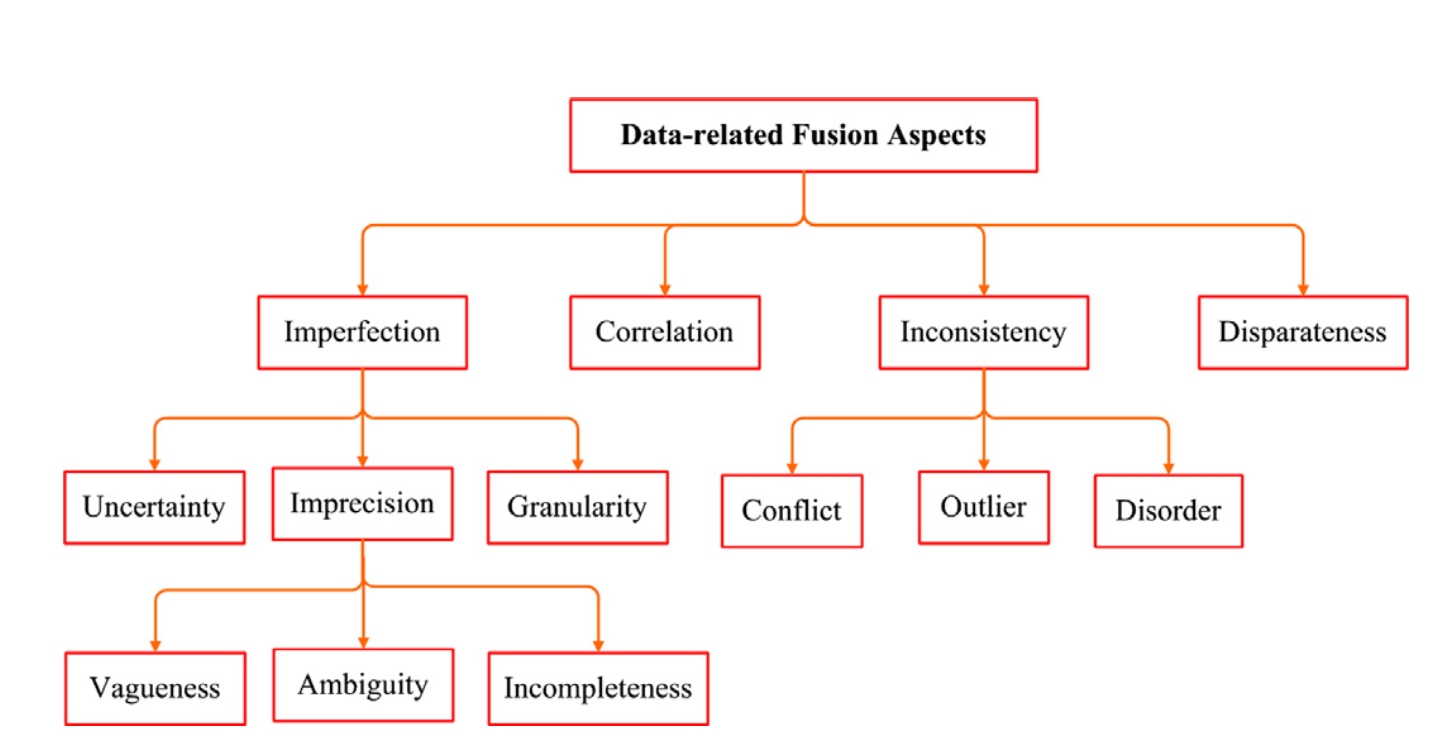 Data-related Fusion Aspects
Imperfection
Correlation
Inconsistency
Disparateness
Uncertainty
Imprecision
Granularity
Conflict
Outlier
Disorder
Vagueness
Ambiguity
Incompleteness